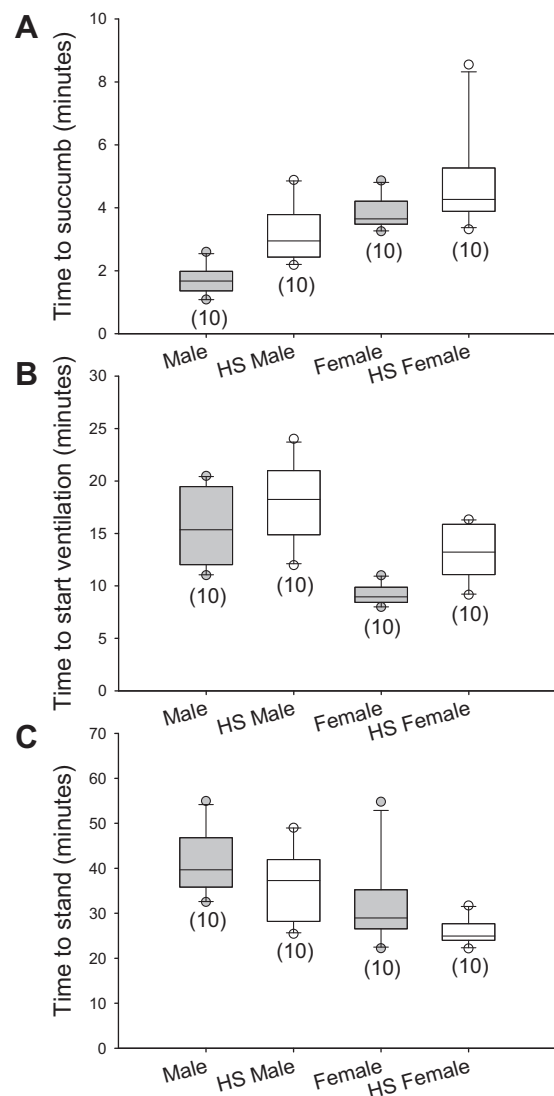 A
Time to succumb (minutes)
10
8
6
4
2
0
(10)
(10)
(10)
(10)
Male
HS Male
Female
HS Female
B
Time to start ventilation (minutes)
30
25
20
15
10
5
0
(10)
(10)
(10)
(10)
Male
HS Male
Female
HS Female
C
Time to stand (minutes)
70
60
50
40
30
20
10
0
(10)
(10)
(10)
(10)
Male
HS Male
Female
HS Female